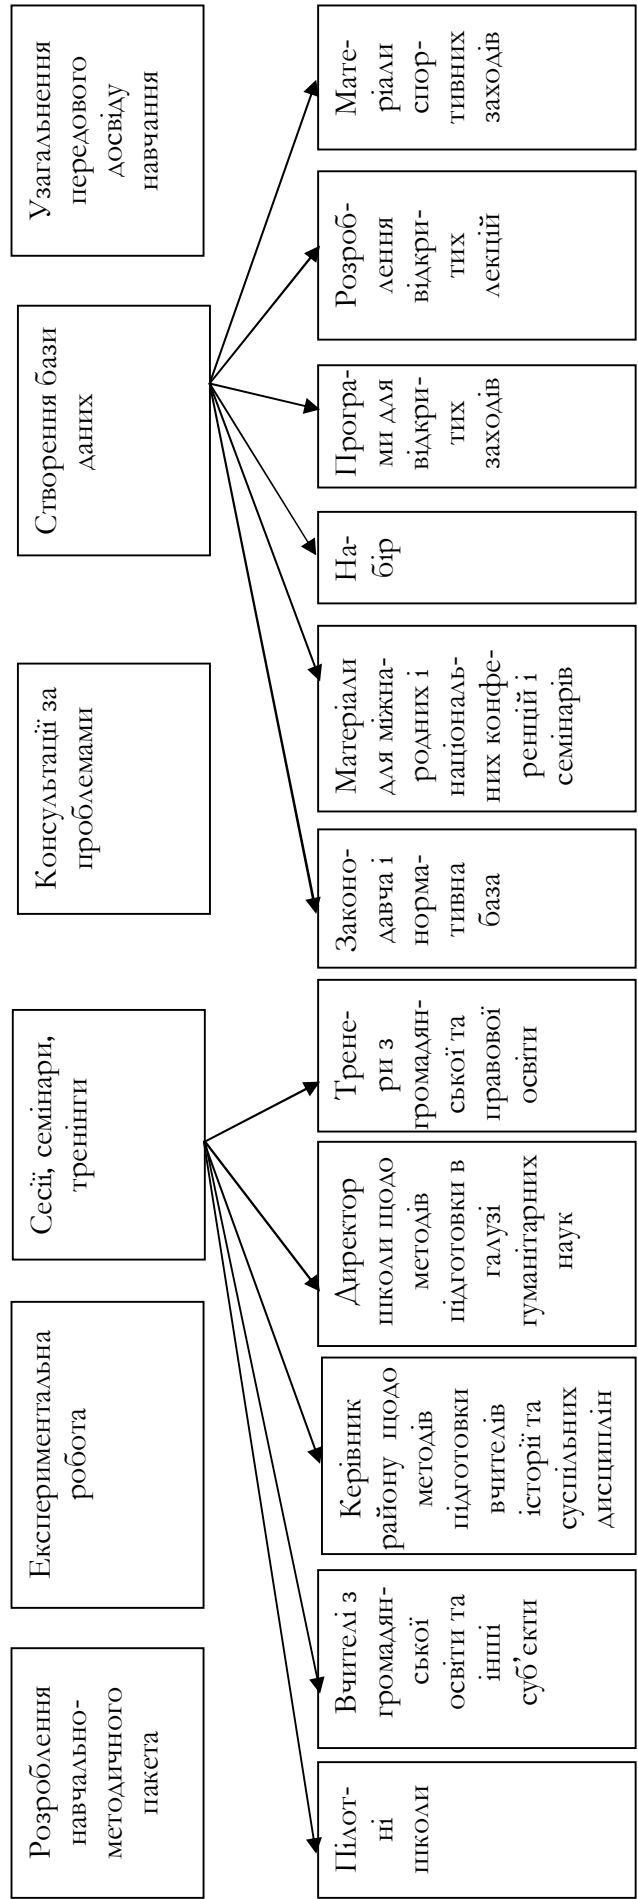 Розроблення
навчально-
методичного
пакета
Експериментальна
робота
Сесії, семінари,
тренінги
Консультації за
проблемами
Створення бази
даних
Узагальнення
передового
досвіду
навчання
Пілот-
ні
школи
Вчителі з
громадян-
ської
освіти та
інші
суб’єкти
Керівник
району щодо
методів
підготовки
вчителів
історії та
суспільних
дисциплін
Директор
школи щодо
методів
підготовки в
галузі
гуманітарних
наук
Трене-
ри з
громадян-
ської та
правової
освіти
Законо-
давча і
норма-
тивна
база
Матеріали
для міжна-
родних і
національ-
них конфе-
ренцій і
семінарів
На-
бір
Програ-
ми для
відкри-
тих
заходів
Розроб-
лення
відкри-
тих
лекцій
Мате-
ріали
спор-
тивних
заходів